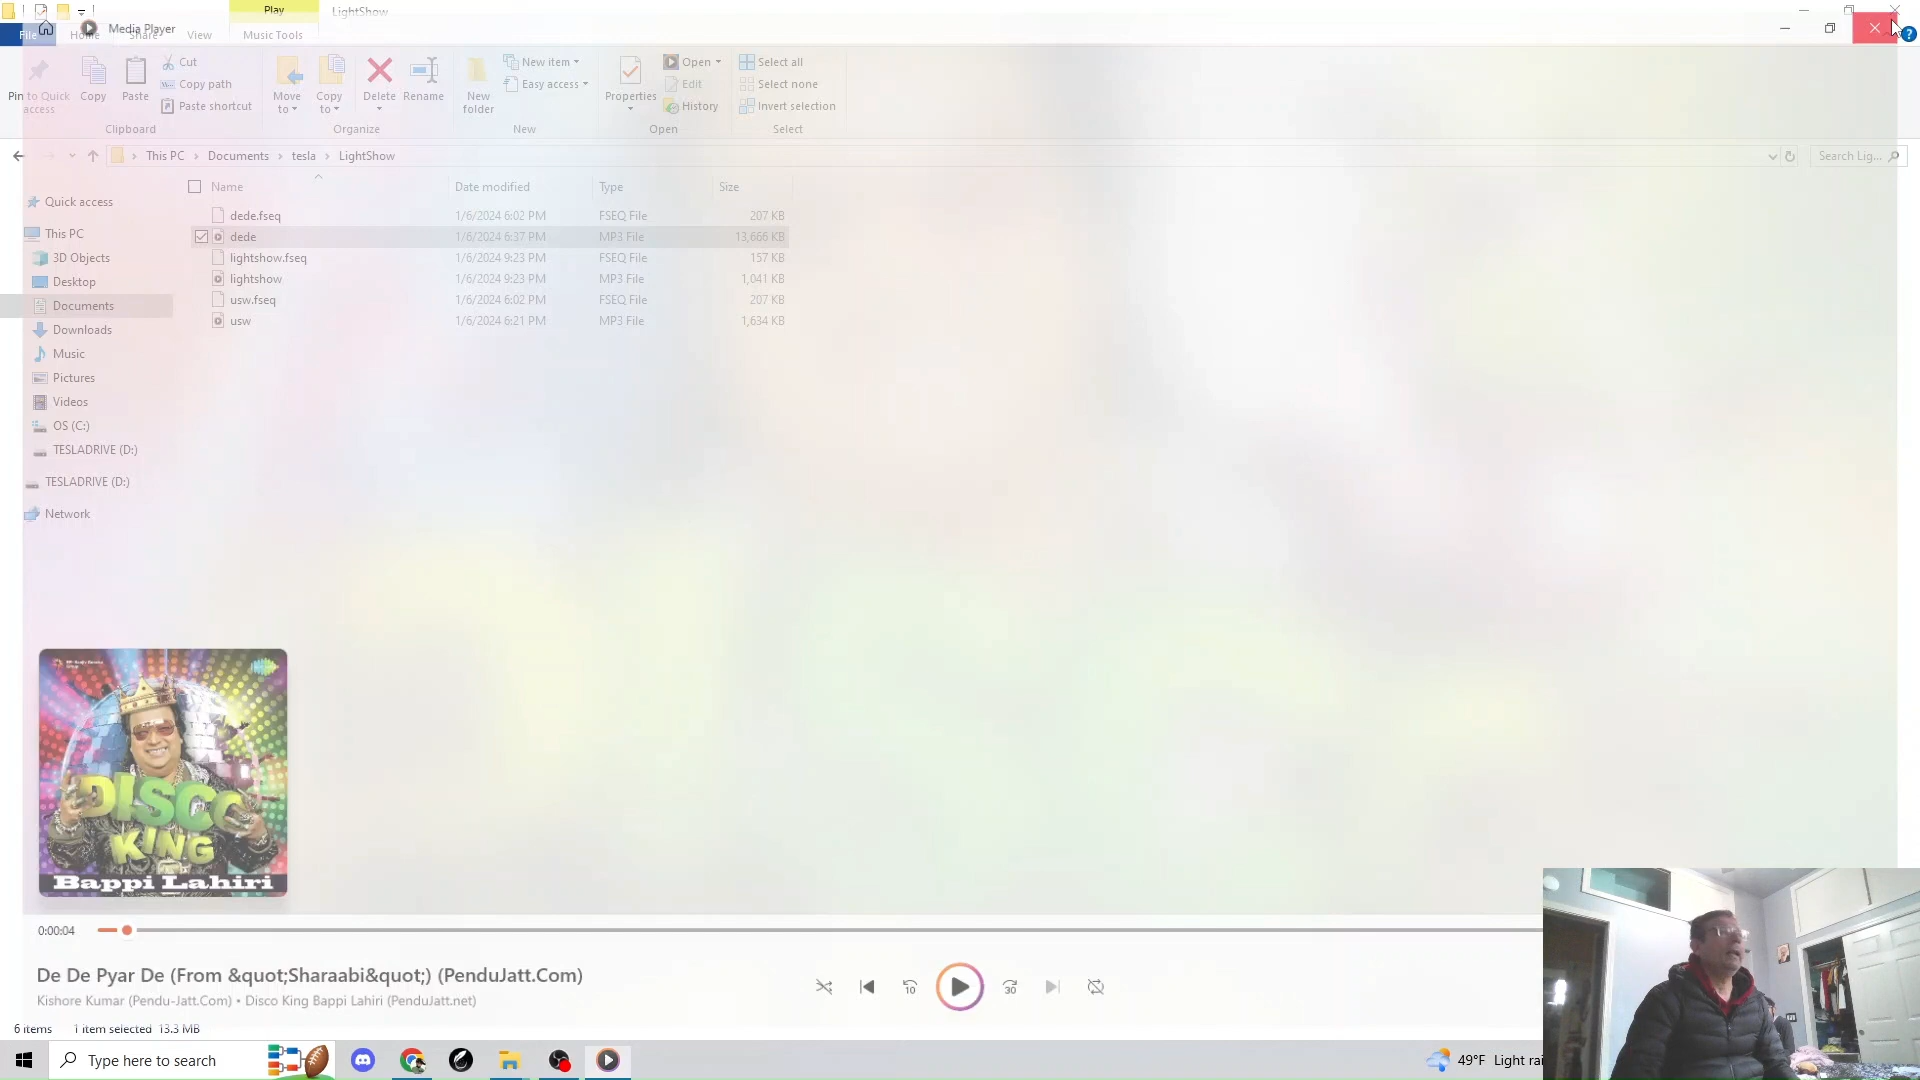 Play
LightShow
Media Player
File
Home
Share
View
Music Tools
Pin to Quick access
Copy
Paste
Cut
Copy path
Paste shortcut
Move to
Copy to
Delete
Rename
New folder
New item
Easy access
Properties
Open
Edit
History
Select all
Select none
Invert selection
Clipboard
Organize
New
Open
Select
This PC > Documents > tesla > LightShow
Search Lig...
Name Date modified Type Size
dede.fseq 1/6/2024 6:02 PM FSEQ File 207 KB
dede 1/6/2024 6:37 PM MP3 File 13,666 KB
lightshow.fseq 1/6/2024 9:23 PM FSEQ File 157 KB
lightshow 1/6/2024 9:23 PM MP3 File 1,041 KB
usw.fseq 1/6/2024 6:02 PM FSEQ File 207 KB
usw 1/6/2024 6:21 PM MP3 File 1,634 KB
Quick access
This PC
3D Objects
Desktop
Documents
Downloads
Music
Pictures
Videos
OS (C:)
TESLADRIVE (D:)
TESLADRIVE (D:)
Network
DISCO
KING
Bappi Lahiri
0:00:04
De De Pyar De (From &quot;Sharaabi&quot;) (PenduJatt.Com)
Kishore Kumar (Pendu-Jatt.Com) • Disco King Bappi Lahiri (PenduJatt.net)
10
30
6 items 1 item selected 13.3 MB
Type here to search
49°F Light rai